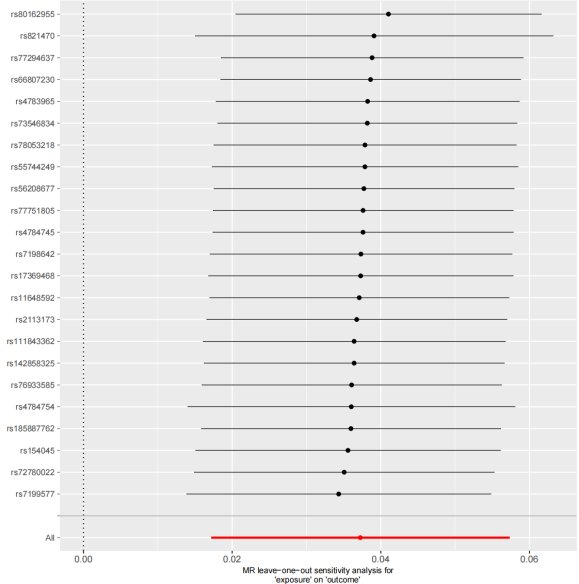 rs80162955
rs821470
rs77294637
rs66807230
rs4783965
rs73546834
rs78053218
rs55744249
rs56208677
rs77751805
rs4784745
rs7198642
rs17369468
rs11648592
rs2113173
rs111843362
rs142858325
rs76933585
rs4784754
rs185887762
rs154045
rs72780022
rs7199577
All
0.00 0.02 0.04 0.06
MR leave-one-out sensitivity analysis for
'exposure' on 'outcome'